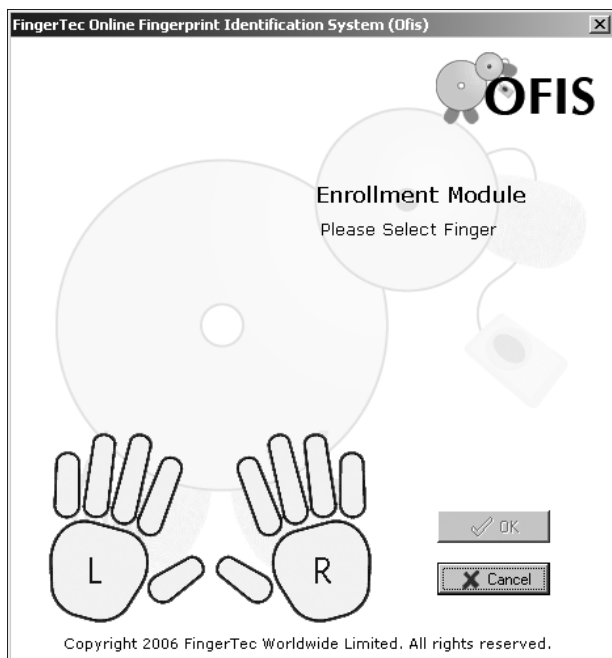 FingerTec Online Fingerprint Identification System (Ofis)
OFIS
Enrollment Module
Please Select Finger
L
R
OK
Cancel
Copyright 2006 FingerTec Worldwide Limited. All rights reserved.